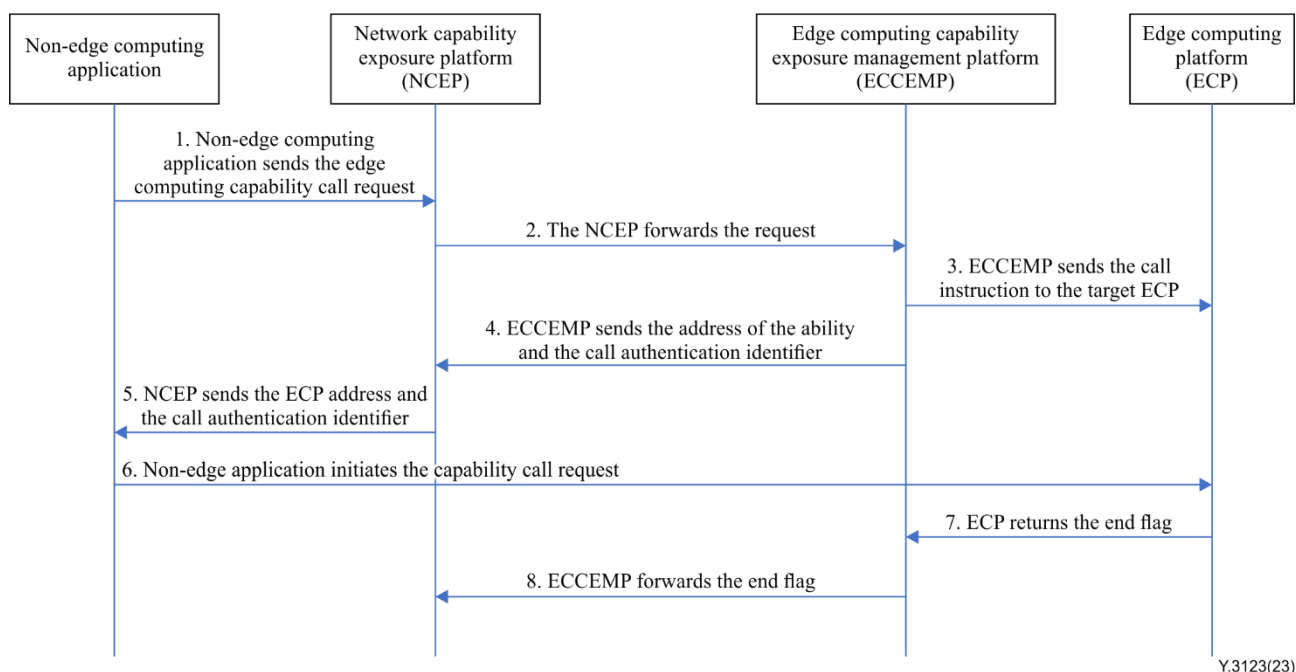 Non-edge computing
application
Network capability
exposure platform
(NCEP)
Edge computing capability
exposure management platform
(ECCEMP)
Edge computing
platform
(ECP)
1. Non-edge computing
application sends the edge
computing capability call request
2. The NCEP forwards the request
3. ECCEMP sends the call
instruction to the target ECP
4. ECCEMP sends the address of the ability
and the call authentication identifier
5. NCEP sends the ECP address and
the call authentication identifier
6. Non-edge application initiates the capability call request
7. ECP returns the end flag
8. ECCEMP forwards the end flag
Y.3123(23)